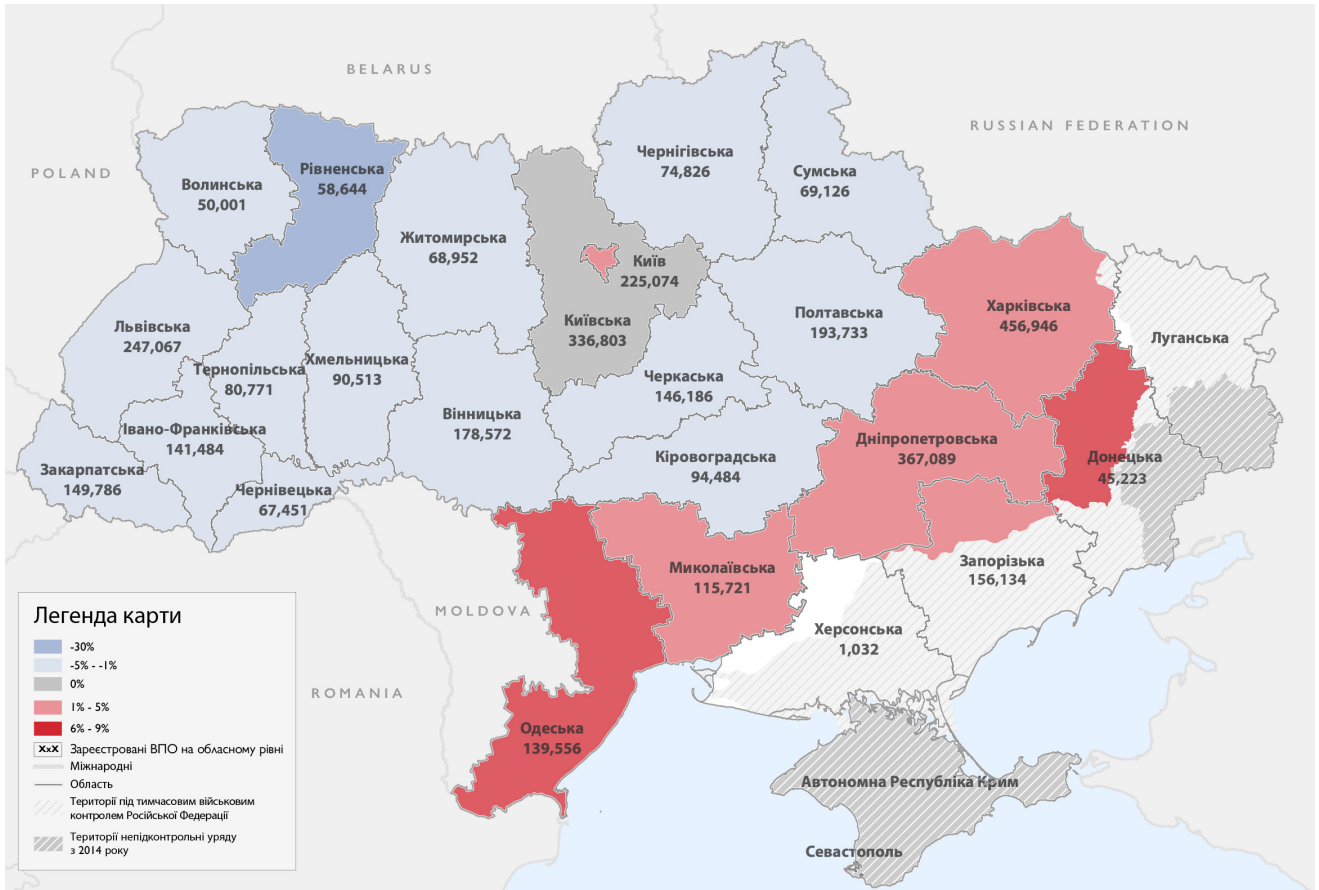 BELARUS
RUSSIAN FEDERATION
POLAND
Чернігівська
74,826
Сумська
69,126
Рівненська
58,644
Волинська
50,001
Житомирська
68,952
Київ
225,074
Київська
336,803
Полтавська
193,733
Харківська
456,946
Луганська
Львівська
247,067
Тернопільська
80,771
Хмельницька
90,513
Черкаська
146,186
Вінницька
178,572
Івано-Франківська
141,484
Закарпатська
149,786
Чернівецька
67,451
Кіровоградська
94,484
Дніпропетровська
367,089
Донецька
45,223
Миколаївська
115,721
Запорізька
156,134
Херсонська
1,032
MOLDOVA
ROMANIA
Одеська
139,556
Автономна Республіка Крим
Севастополь
Легенда карти
-30%
-5% - -1%
0%
1% - 5%
6% - 9%
XxX Зареєстровані ВПО на обласному рівні
Міжнародні
Область
Території під тимчасовим військовим
контролем Російської Федерації
Території непідконтрольні уряду
з 2014 року